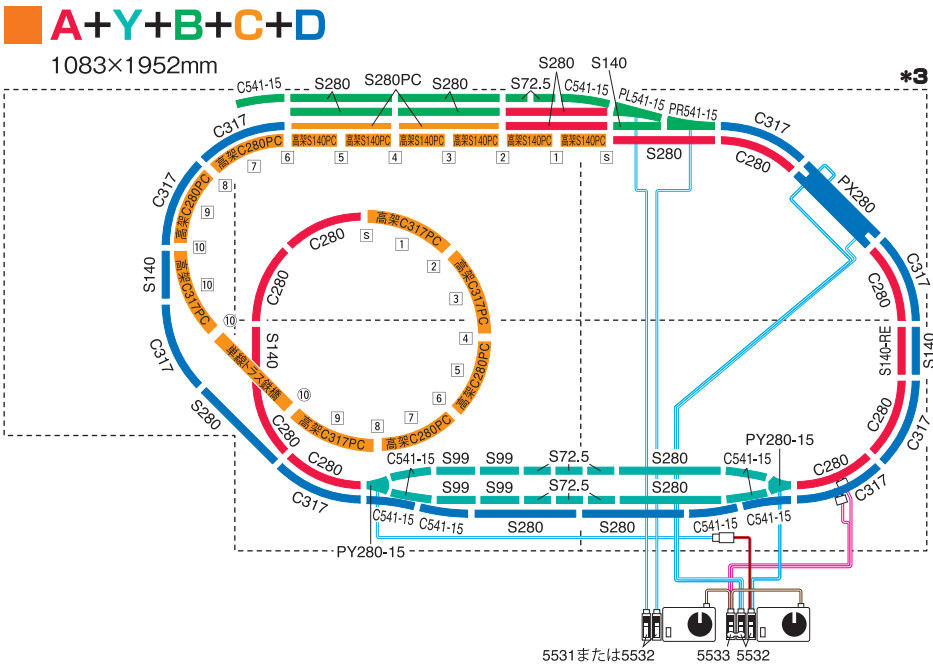 A+Y+B+C+D
1083×1952mm
*3
C541-15
S280
S280PC
S280
S72.5
S280
C541-15
S140
PL541-15
PR541-15
C317
高架C280PC
高架S140PC
高架S140PC
高架S140PC
高架S140PC
高架S140PC
高架S140PC
S280
C280
C317
7
6
5
4
3
2
1
S
C317
高架C280PC
8
9
10
PX280
S140
高架C317PC
10
⑩
C280
S
高架C317PC
1
2
3
4
C280
S140
C317
単線トラス鉄橋
⑩
高架C280PC
5
6
7
高架C280PC
8
9
高架C317PC
C317
C280
S140-RE
S140
C280
C317
S280
C280
C280
C317
C541-15
S99
S99
S72.5
S280
C541-15
PY280-15
C280
C317
C541-15
S99
S99
S72.5
S280
C541-15
C541-15
C541-15
S280
S280
C541-15
C541-15
PY280-15
5531または5532
5533
5532